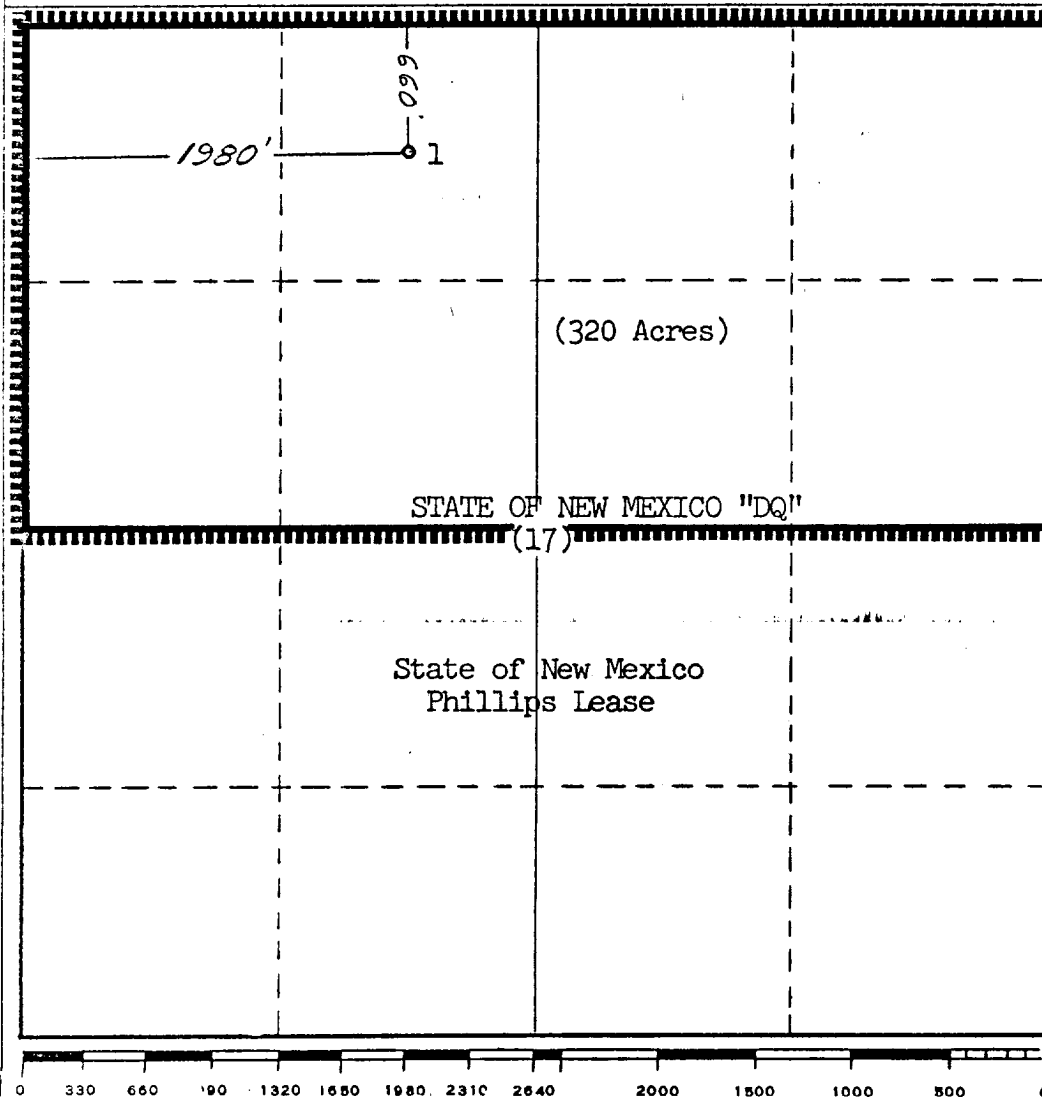 660'
1980'
1
(320 Acres)
STATE OF NEW MEXICO "DQ"
(17)
State of New Mexico
Phillips Lease
0 330 660 190 1320 1650 1980. 2310 2640 2000 1500 1000 500